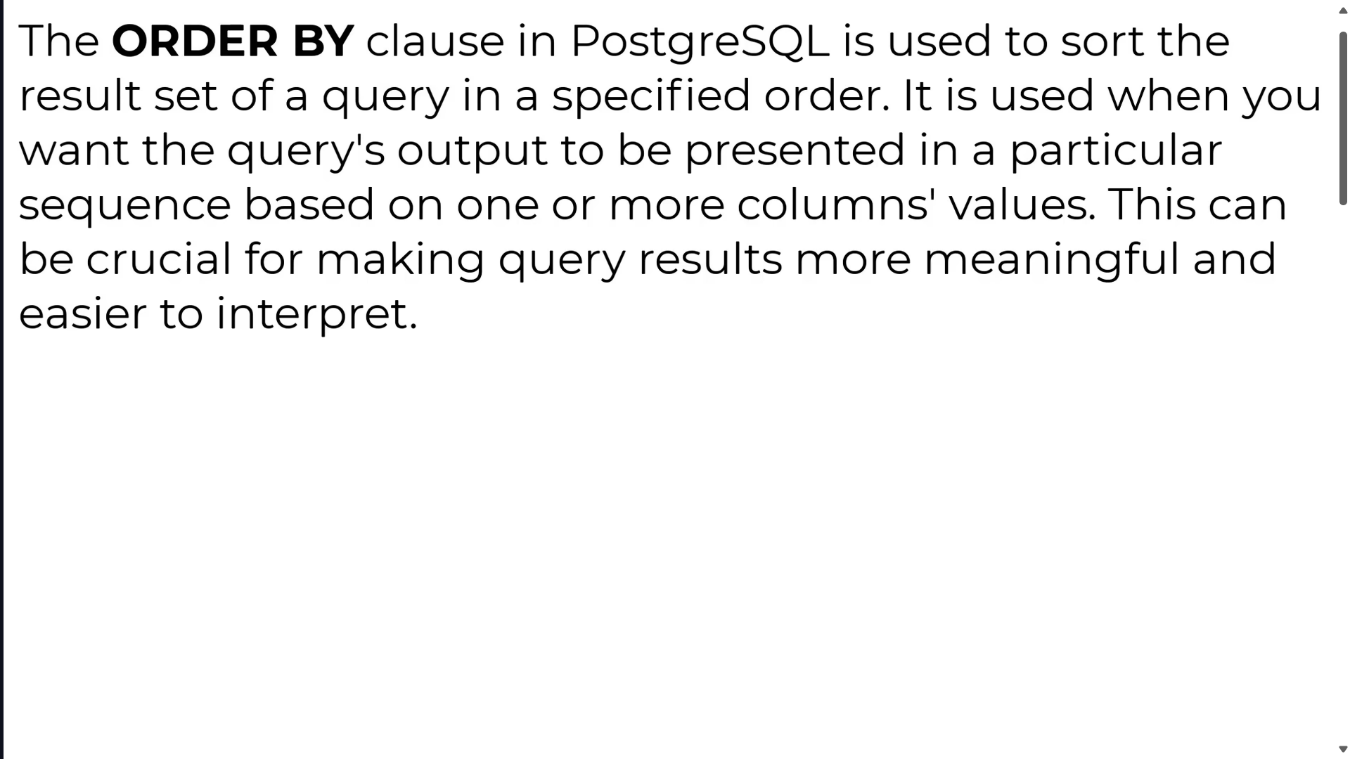 The ORDER BY clause in PostgreSQL is used to sort the
result set of a query in a specified order. It is used when you
want the query's output to be presented in a particular
sequence based on one or more columns' values. This can
be crucial for making query results more meaningful and
easier to interpret.